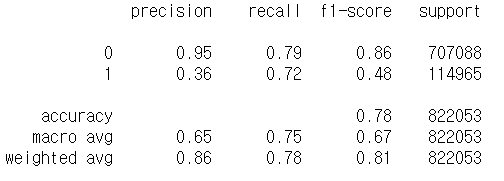 precision recall f1-score support
0 0.95 0.79 0.86 707088
1 0.36 0.72 0.48 114965
accuracy 0.78 822053
macro avg 0.65 0.75 0.67 822053
weighted avg 0.86 0.78 0.81 822053